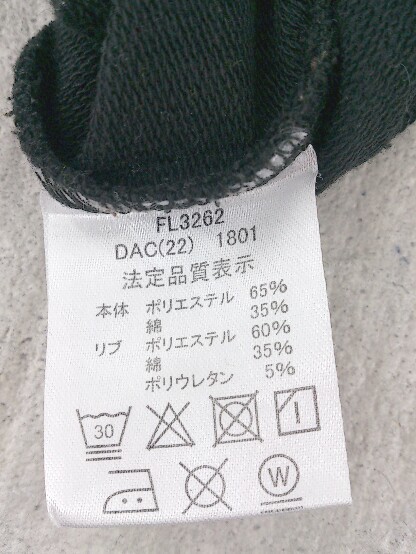 FL3262
DAC(22) 1801
法定品質表示
本体 ポリエステル 65%
綿 35%
リブ ポリエステル 60%
綿 35%
ポリウレタン 5%
30
W